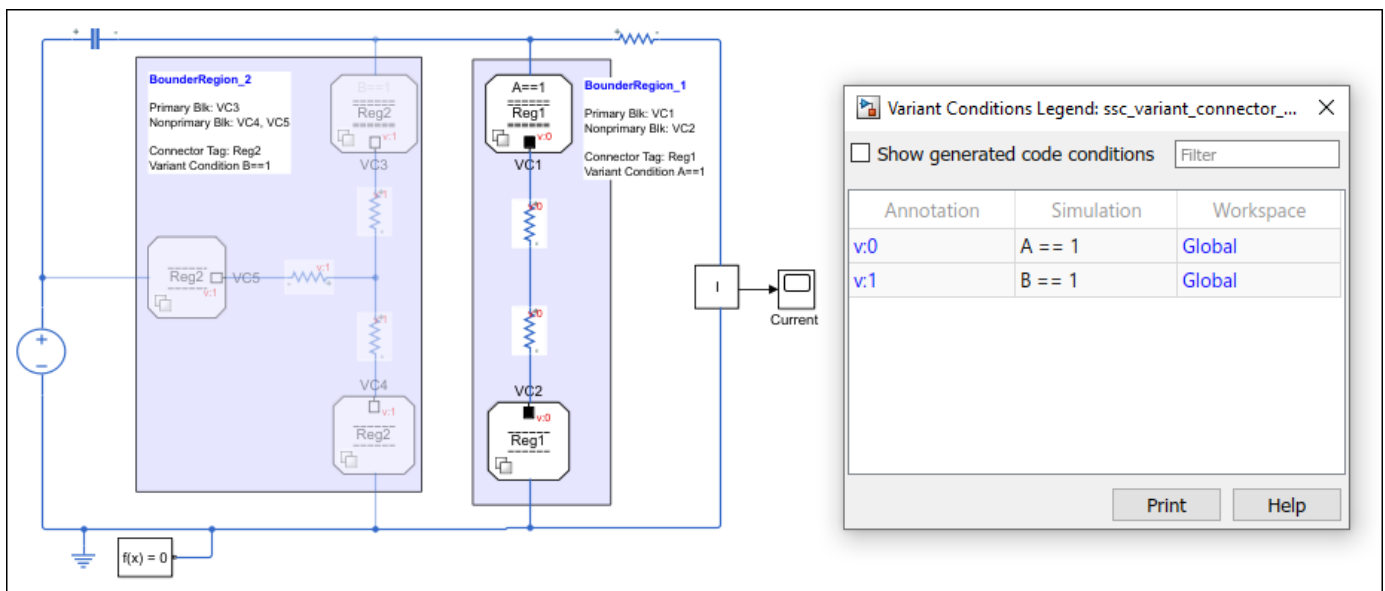 + -
+ -
BounderRegion_2
Primary Blk: VC3
Nonprimary Blk: VC4, VC5
Connector Tag: Reg2
Variant Condition B==1
B==1
Reg2
v:1
VC3
v:1
Reg2
v:1
VC5
v:1
v:1
VC4
v:1
Reg2
A==1
Reg1
v:0
VC1
BounderRegion_1
Primary Blk: VC1
Nonprimary Blk: VC2
Connector Tag: Reg1
Variant Condition A==1
v:0
v:0
VC2
v:0
Reg1
I
Current
f(x) = 0
Variant Conditions Legend: ssc_variant_connector_...
Show generated code conditions
Filter
Annotation Simulation Workspace
v:0 A == 1 Global
v:1 B == 1 Global
Print Help